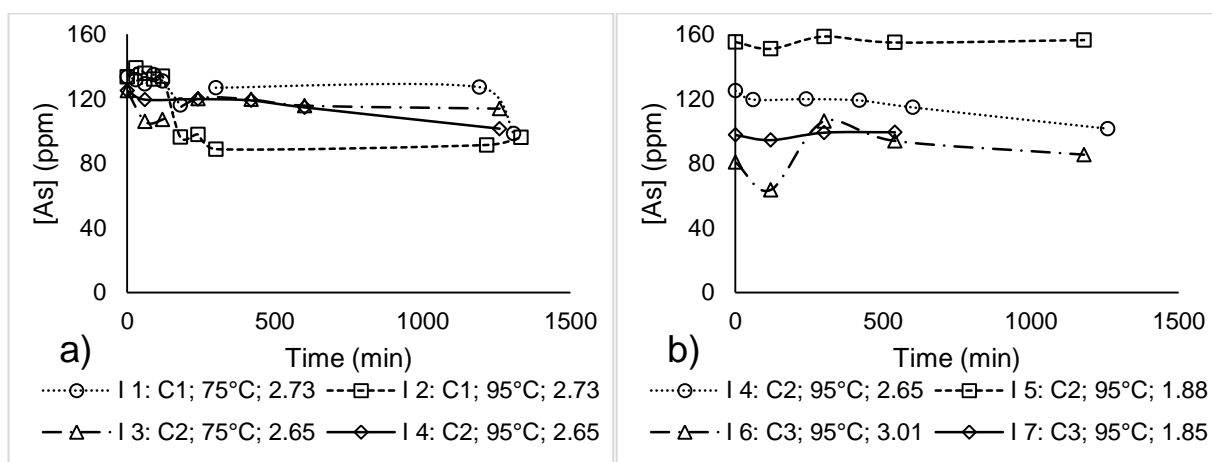 160
120
80
40
0
[As] (ppm)
0 500 1000 1500
a) Time (min)
I 1: C1; 75°C; 2.73 I 2: C1; 95°C; 2.73
I 3: C2; 75°C; 2.65 I 4: C2; 95°C; 2.65
160
120
80
40
0
[As] (ppm)
0 500 1000 1500
b) Time (min)
I 4: C2; 95°C; 2.65 I 5: C2; 95°C; 1.88
I 6: C3; 95°C; 3.01 I 7: C3; 95°C; 1.85